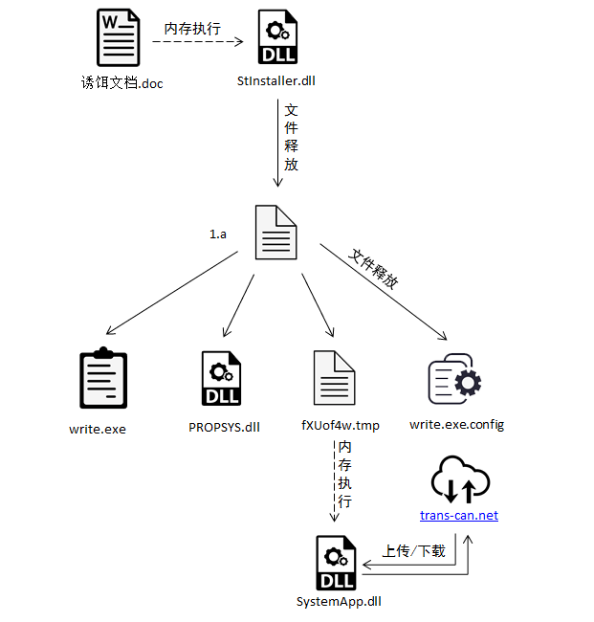 W
内存执行
DLL
诱饵文档.doc
StInstaller.dll
文件释放
1.a
文件释放
DLL
write.exe
PROPSYS.dll
fXUof4w.tmp
write.exe.config
内存执行
trans-can.net
上传/下载
DLL
SystemApp.dll